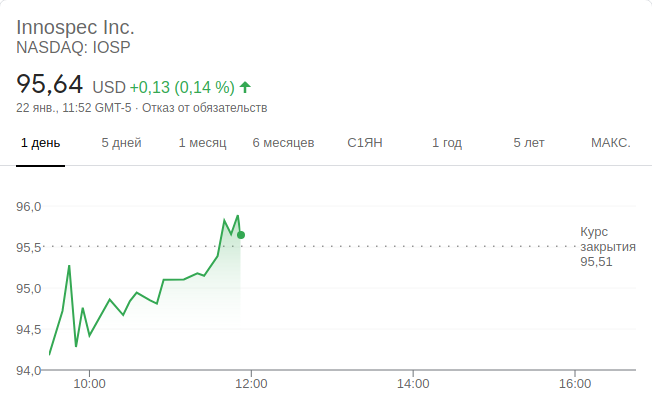 Innospec Inc.
NASDAQ: IOSP
95,64 USD +0,13 (0,14 %)
22 янв., 11:52 GMT-5 · Отказ от обязательств
1 день 5 дней 1 месяц 6 месяцев С1ЯН 1 год 5 лет МАКС.
96,0
Курс
95,5 закрытия
95,51
95,0
94,5
94,0
10:00 12:00 14:00 16:00